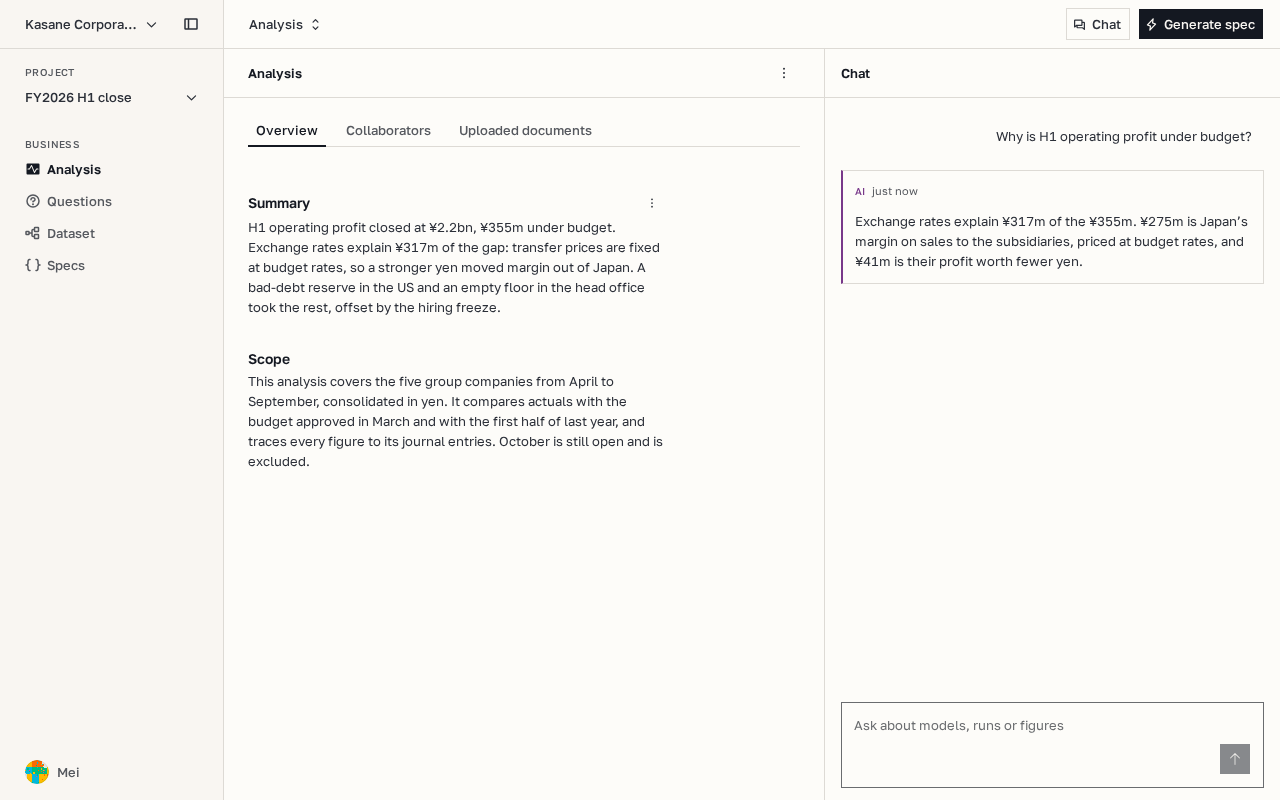 Kasane Corpora…
PROJECT
FY2026 H1 close
BUSINESS
Analysis
Questions
Dataset
Specs
Mei
Analysis
Chat
Generate spec
Analysis
Overview
Collaborators
Uploaded documents
Summary
H1 operating profit closed at ¥2.2bn, ¥355m under budget.
Exchange rates explain ¥317m of the gap: transfer prices are fixed
at budget rates, so a stronger yen moved margin out of Japan. A
bad-debt reserve in the US and an empty floor in the head office
took the rest, offset by the hiring freeze.
Scope
This analysis covers the five group companies from April to
September, consolidated in yen. It compares actuals with the
budget approved in March and with the first half of last year, and
traces every figure to its journal entries. October is still open and is
excluded.
Chat
Why is H1 operating profit under budget?
AI just now
Exchange rates explain ¥317m of the ¥355m. ¥275m is Japan’s
margin on sales to the subsidiaries, priced at budget rates, and
¥41m is their profit worth fewer yen.
Ask about models, runs or figures